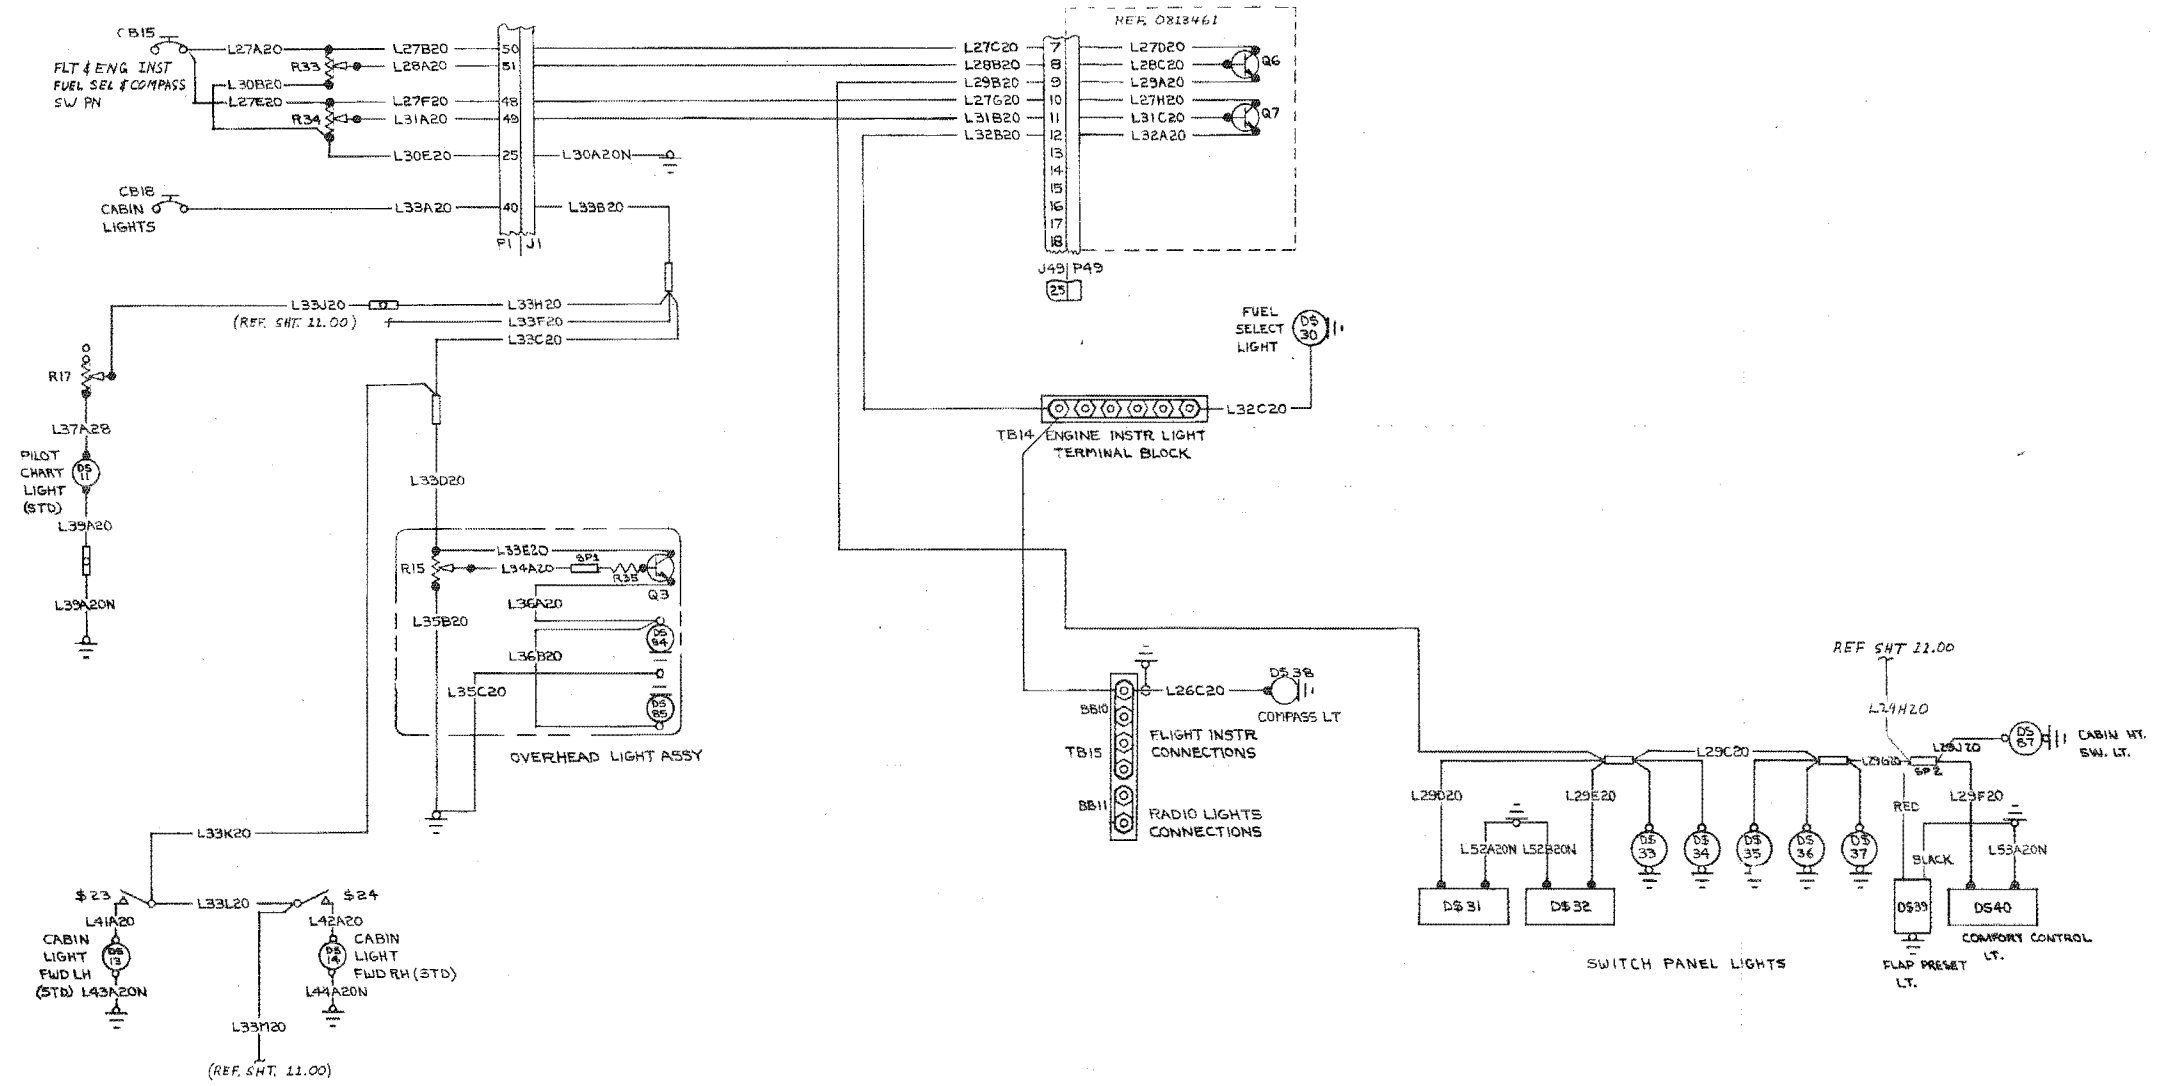 REF. 0813461
CB15
L27A20
L27B20
50
L27C20
7
L27D20
R33
L28A20
51
L28B20
8
L28C20
Q6
FLT & ENG INST
FUEL SEL & COMPASS
SW PN
L30B20
L29B20
9
L29A20
L27E20
L27F20
48
L27G20
10
L27H20
R34
L31A20
49
L31B20
11
L31C20
Q7
L32B20
12
L32A20
L30E20
25
L30A20N
13
14
15
16
17
18
CB18
CABIN
LIGHTS
L33A20
40
L33B20
P1
J1
J49
P49
25
L33J20
L33H20
(REF. SHT. 11.00)
L33F20
L33C20
FUEL
SELECT
LIGHT
DS
30
R17
L37A28
L32C20
TB14
ENGINE INSTR LIGHT
TERMINAL BLOCK
PILOT
CHART
LIGHT
(STD)
DS
11
L33D20
L39A20
L39A20N
L33E20
SP1
R15
L34A20
R35
Q3
L36A20
L35B20
DS
84
L36B20
L35C20
DS
85
OVERHEAD LIGHT ASSY
L26C20
DS38
COMPASS LT
BB10
TB15
FLIGHT INSTR
CONNECTIONS
BB11
RADIO LIGHTS
CONNECTIONS
REF SHT 11.00
L29H20
L29C20
L29G20
SP2
L29J20
DS
87
CABIN HT.
SW. LT.
L29D20
L29E20
RED
L29F20
L52A20N
L52B20N
DS
33
DS
34
DS
35
DS
36
DS
37
BLACK
L53A20N
DS31
DS32
DS39
DS40
SWITCH PANEL LIGHTS
FLAP PRESET
LT.
COMFORT CONTROL
LT.
L33K20
S23
L33L20
S24
L41A20
L42A20
CABIN
LIGHT
FWD LH
(STD)
DS
13
L43A20N
DS
14
CABIN
LIGHT
FWD RH (STD)
L44A20N
L33M20
(REF. SHT. 11.00)